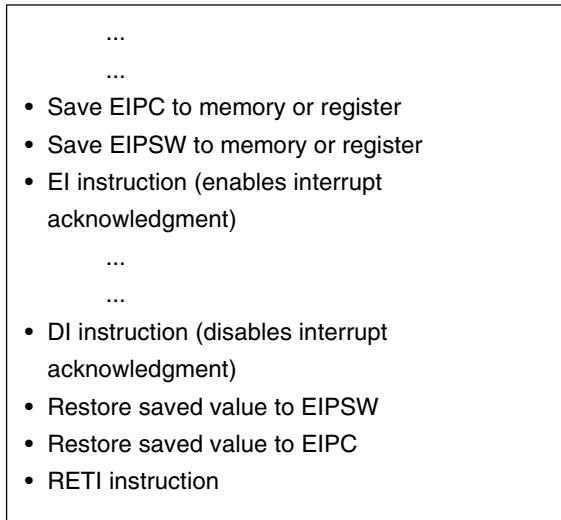 ...
...
• Save EIPC to memory or register
• Save EIPSW to memory or register
• EI instruction (enables interrupt
acknowledgment)
...
...
• DI instruction (disables interrupt
acknowledgment)
• Restore saved value to EIPSW
• Restore saved value to EIPC
• RETI instruction